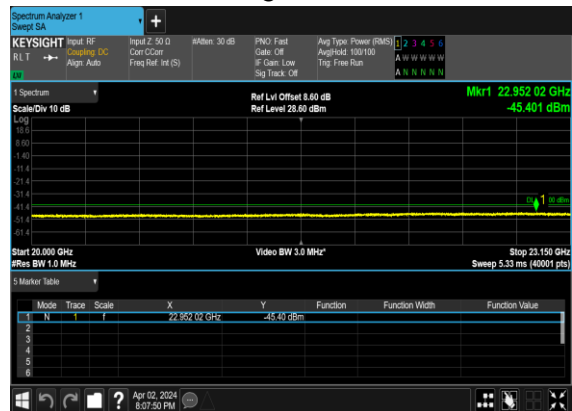 Spectrum Analyzer 1
Swept SA
+
KEYSIGHT Input: RF Input Z: 50 Ω #Atten: 30 dB PNO: Fast Avg Type: Power (RMS) 1 2 3 4 5 6
RLT Coupling: DC Corr CCorr Gate: Off Avg|Hold: 100/100 A W W W W W
Align: Auto Freq Ref: Int (S) IF Gain: Low Trig: Free Run
Sig Track: Off A N N N N N
1 Spectrum Ref Lvl Offset 8.60 dB Mkr1 22.952 02 GHz
Scale/Div 10 dB Ref Level 28.60 dBm -45.401 dBm
Log
18.6
8.60
-1.40
-11.4
-21.4
-31.4
-41.4 1 00 dBm
-51.4
-61.4
Start 20.000 GHz Video BW 3.0 MHz* Stop 23.150 GHz
#Res BW 1.0 MHz Sweep 5.33 ms (40001 pts)
5 Marker Table
Mode Trace Scale X Y Function Function Width Function Value
1 N 1 f 22.952 02 GHz -45.40 dBm
2
3
4
5
6
? Apr 02, 2024
8:07:50 PM